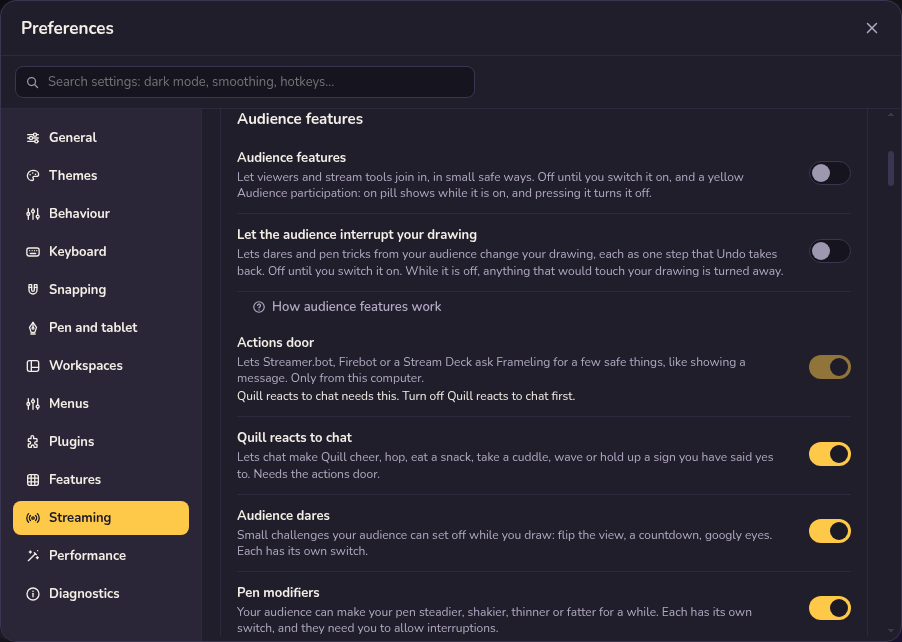 Preferences
Search settings: dark mode, smoothing, hotkeys...
General
Themes
Behaviour
Keyboard
Snapping
Pen and tablet
Workspaces
Menus
Plugins
Features
Streaming
Performance
Diagnostics
Audience features
Audience features
Let viewers and stream tools join in, in small safe ways. Off until you switch it on, and a yellow
Audience participation: on pill shows while it is on, and pressing it turns it off.
Let the audience interrupt your drawing
Lets dares and pen tricks from your audience change your drawing, each as one step that Undo takes
back. Off until you switch it on. While it is off, anything that would touch your drawing is turned away.
How audience features work
Actions door
Lets Streamer.bot, Firebot or a Stream Deck ask Frameling for a few safe things, like showing a
message. Only from this computer.
Quill reacts to chat needs this. Turn off Quill reacts to chat first.
Quill reacts to chat
Lets chat make Quill cheer, hop, eat a snack, take a cuddle, wave or hold up a sign you have said yes
to. Needs the actions door.
Audience dares
Small challenges your audience can set off while you draw: flip the view, a countdown, googly eyes.
Each has its own switch.
Pen modifiers
Your audience can make your pen steadier, shakier, thinner or fatter for a while. Each has its own
switch, and they need you to allow interruptions.